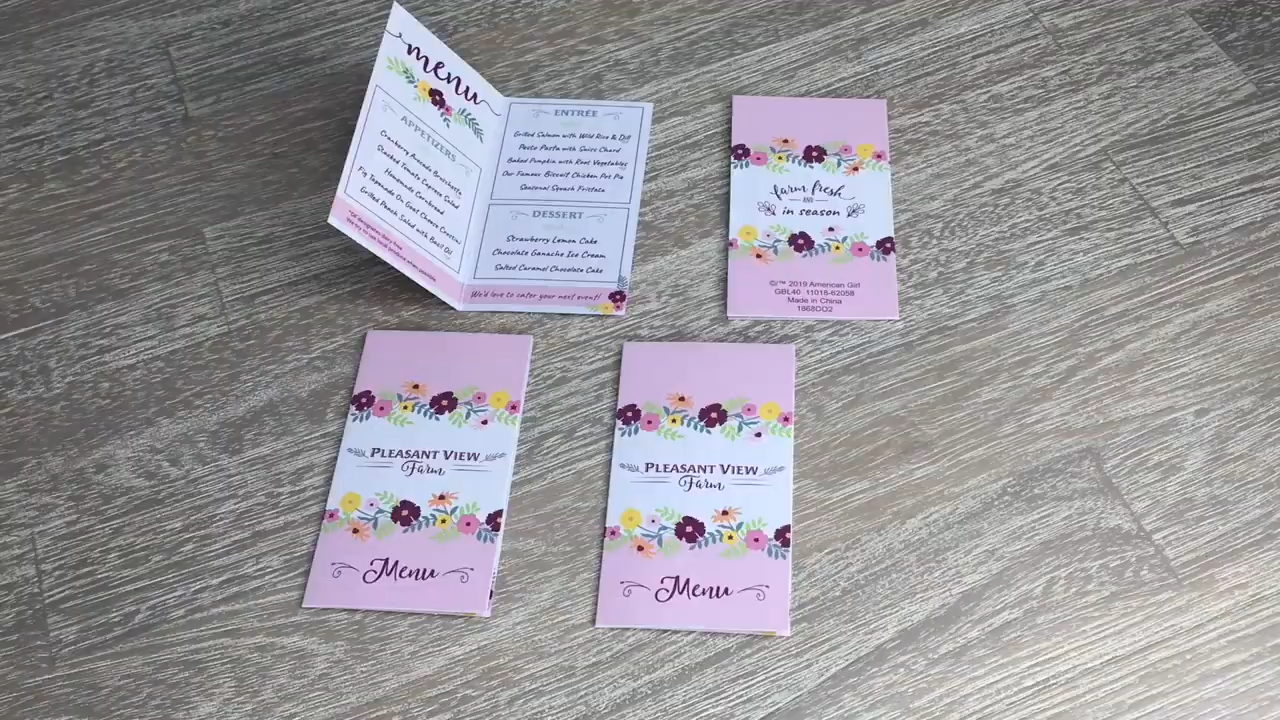 menu
APPETIZERS
Cranberry Avocado Bruschetta
Stacked Tomato Caprese Salad
Homemade Cornbread
Fig Tapenade On Goat Cheese Crostini
Grilled Peach Salad with Basil Oil
ENTRÉE
Grilled Salmon with Wild Rice & Dill
Pesto Pasta with Swiss Chard
Baked Pumpkin with Root Vegetables
Our Famous Biscuit Chicken Pot Pie
Seasonal Squash Frittata
DESSERT
Strawberry Lemon Cake
Chocolate Ganache Ice Cream
Salted Caramel Chocolate Cake
We'd love to cater your next event!
farm fresh
AND
in season
©/™ 2019 American Girl
GBL40 11018-62058
Made in China
1868DQ2
PLEASANT VIEW
Farm
Menu
PLEASANT VIEW
Farm
Menu